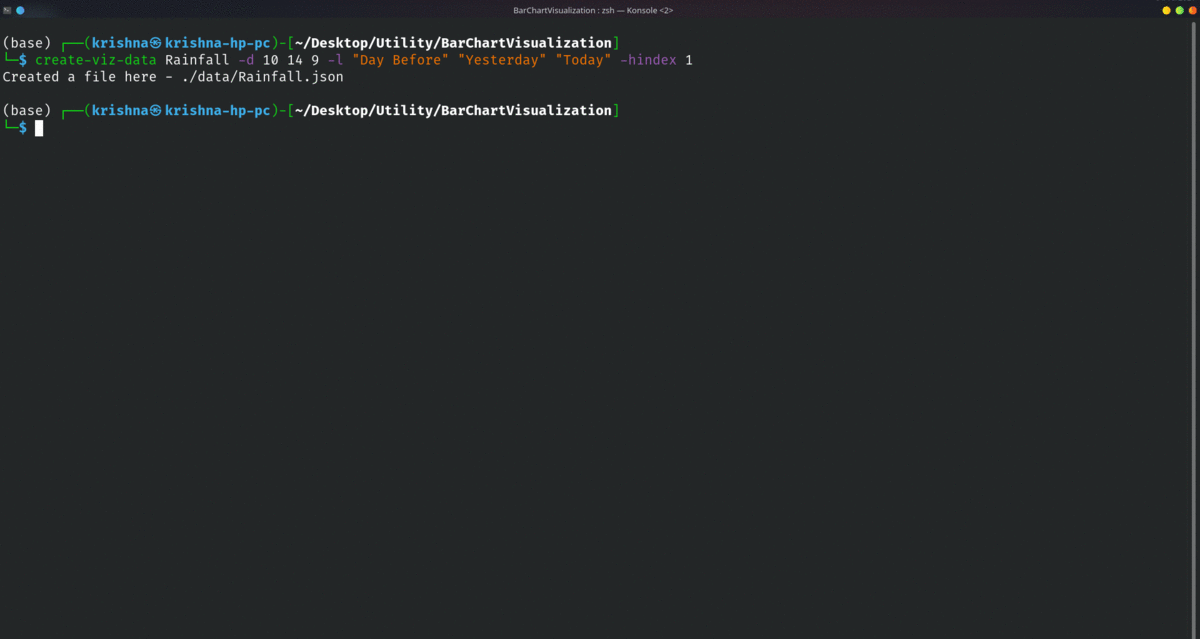 BarChartVisualization : zsh — Konsole <2>
(base) ┌──(krishna㉿krishna-hp-pc)-[~/Desktop/Utility/BarChartVisualization]
└─$ create-viz-data Rainfall -d 10 14 9 -l "Day Before" "Yesterday" "Today" -hindex 1
Created a file here - ./data/Rainfall.json
(base) ┌──(krishna㉿krishna-hp-pc)-[~/Desktop/Utility/BarChartVisualization]
└─$